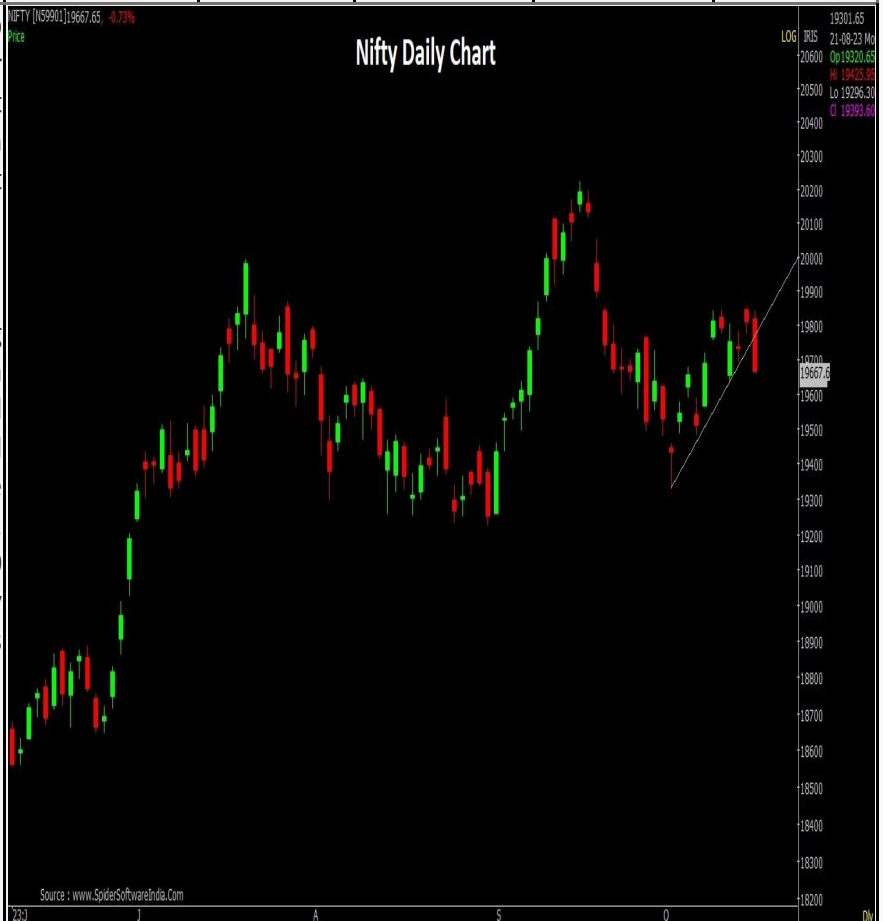 NIFTY [N59901]19667.65, -0.73%
Price
Nifty Daily Chart
LOG
IRIS
19301.65
21-08-23 Mo
Op19320.65
Hi 19425.95
Lo 19296.30
Cl 19393.60
20600
20500
20400
20300
20200
20100
20000
19900
19800
19700
19667.6
19600
19500
19400
19300
19200
19100
19000
18900
18800
18700
18600
18500
18400
18300
18200
Source : www.SpiderSoftwareIndia.Com
'23:J J A S O Dly